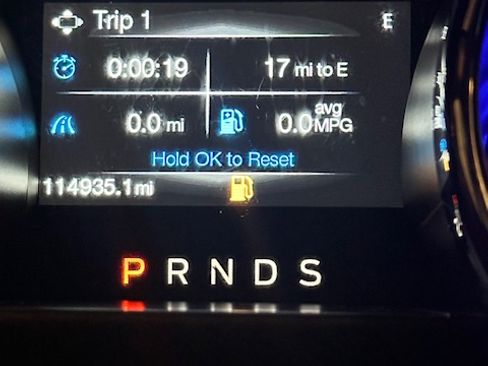 Trip 1 E
0:00:19 17 mi to E
0.0 mi 0.0 avg MPG
Hold OK to Reset
114935.1 mi
P R N D S